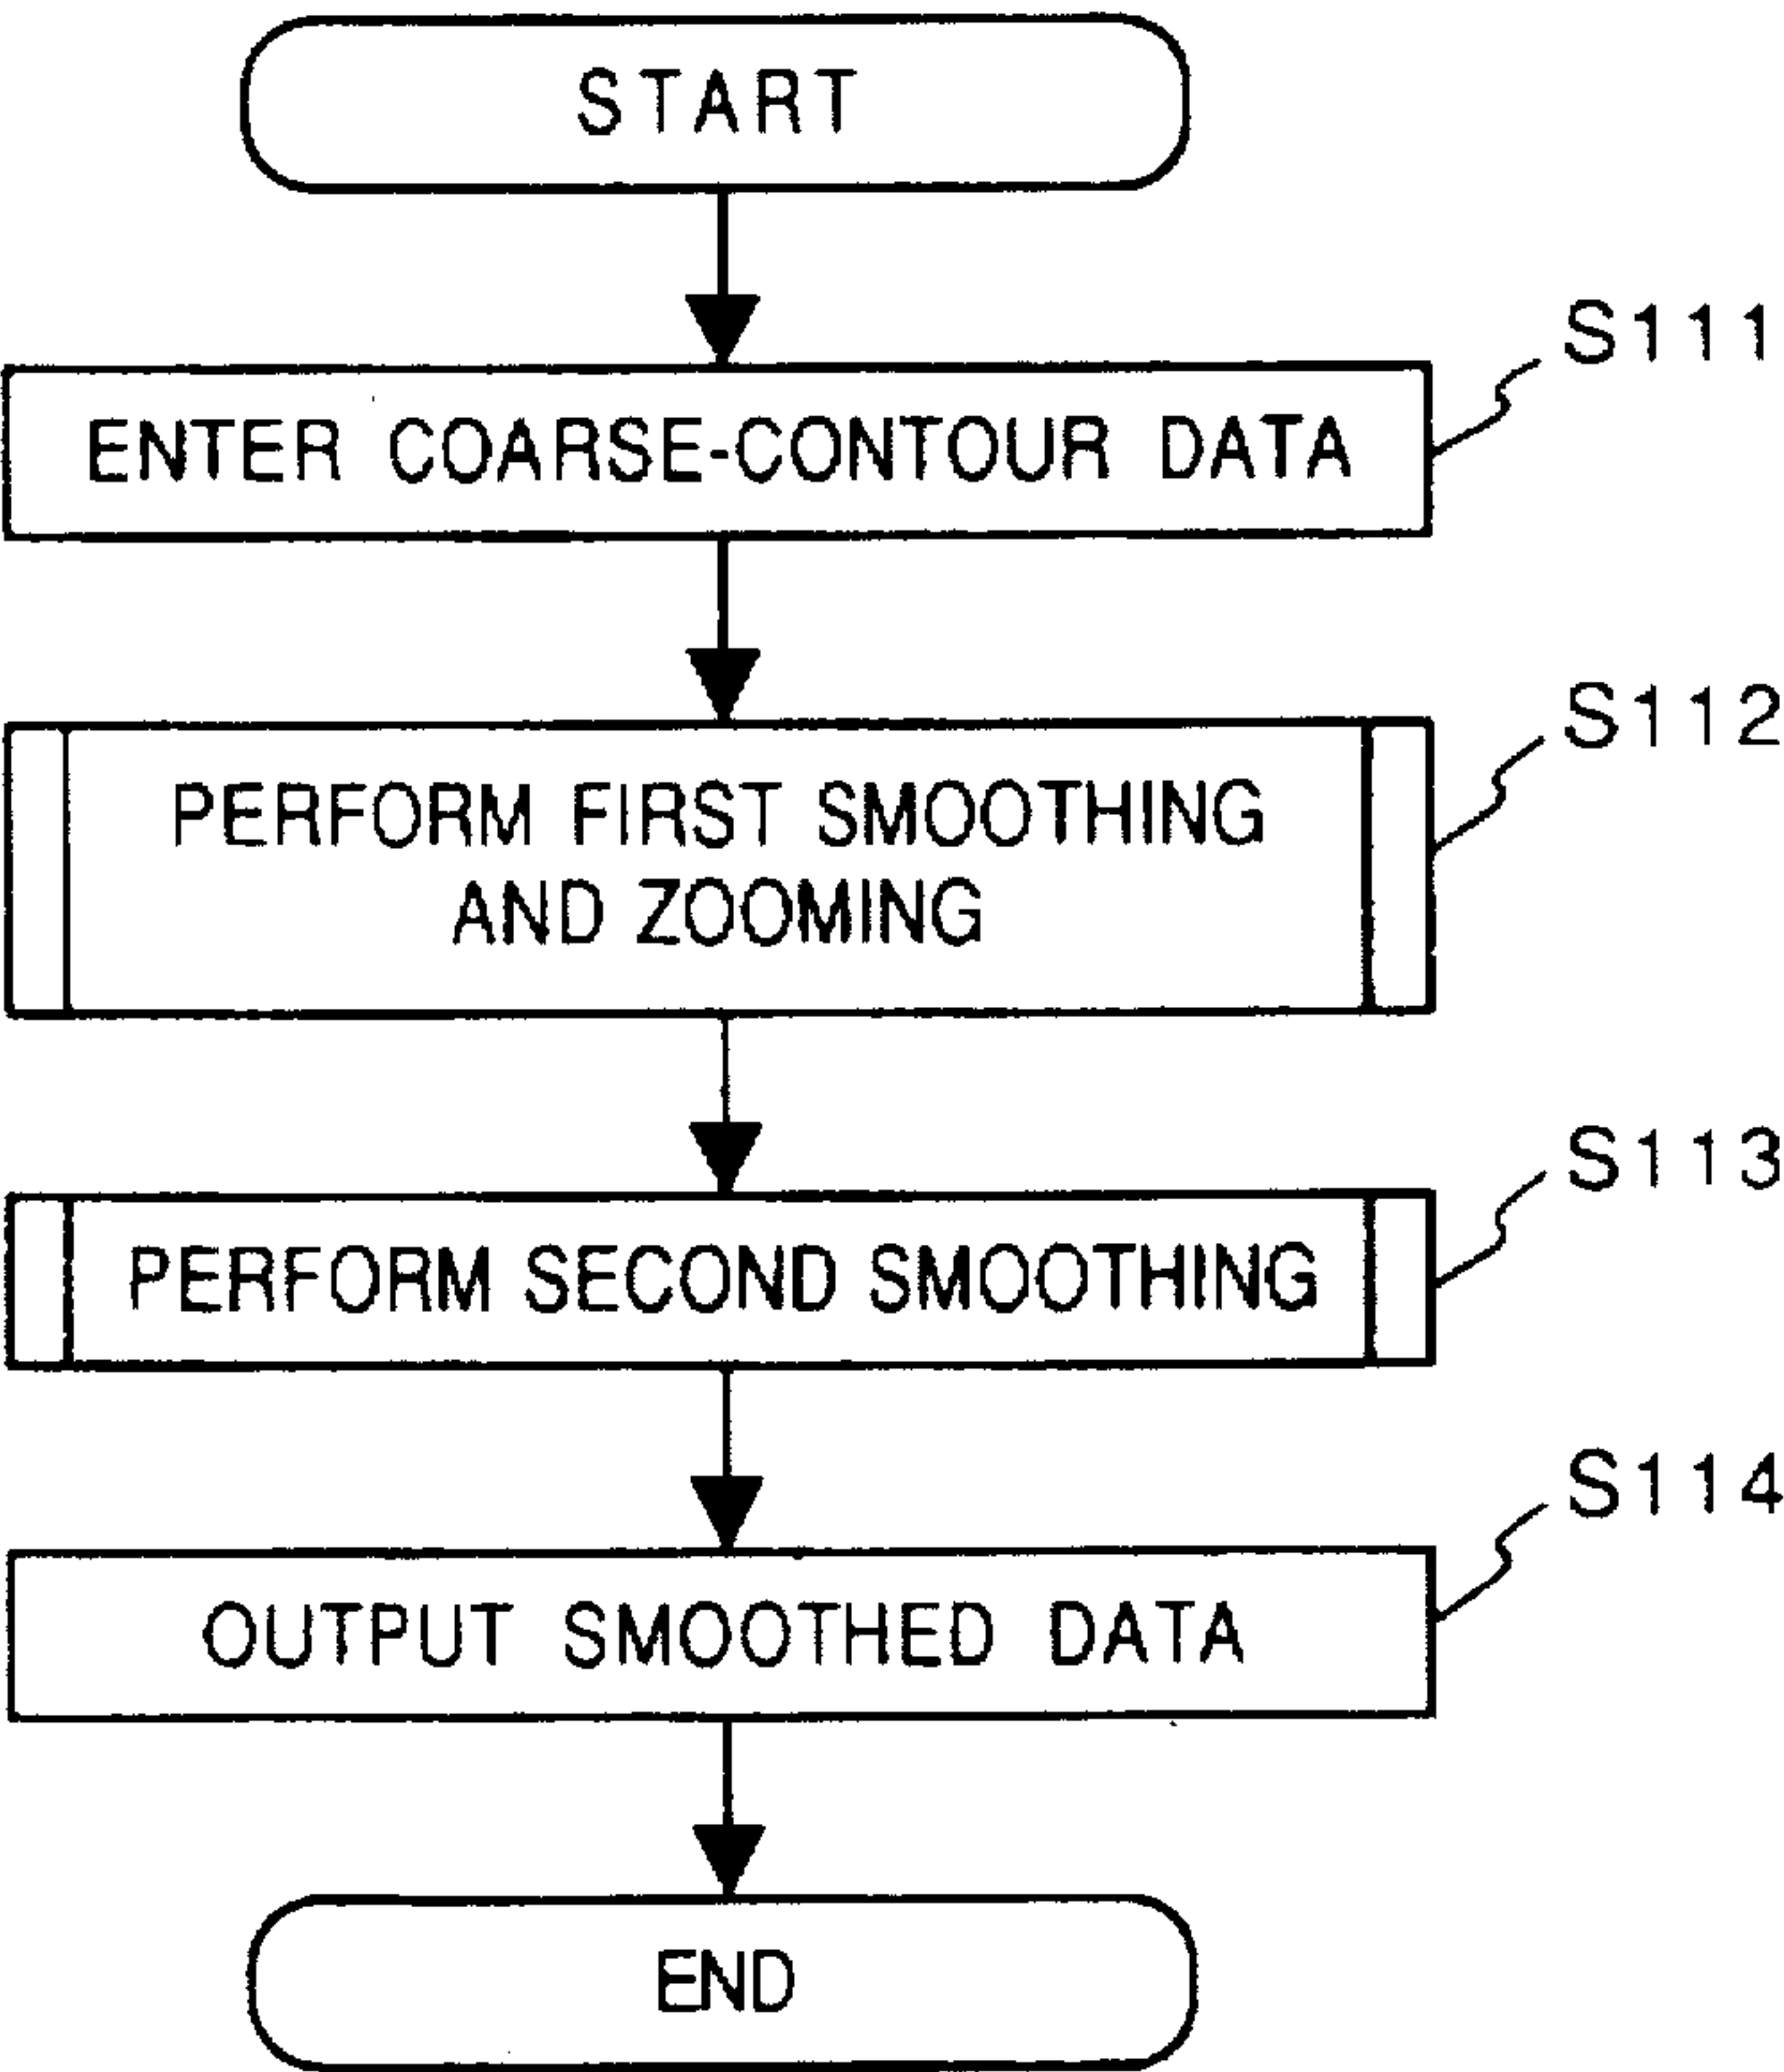 START
S111
ENTER COARSE-CONTOUR DATA
S112
PERFORM FIRST SMOOTHING
AND ZOOMING
S113
PERFORM SECOND SMOOTHING
S114
OUTPUT SMOOTHED DATA
END